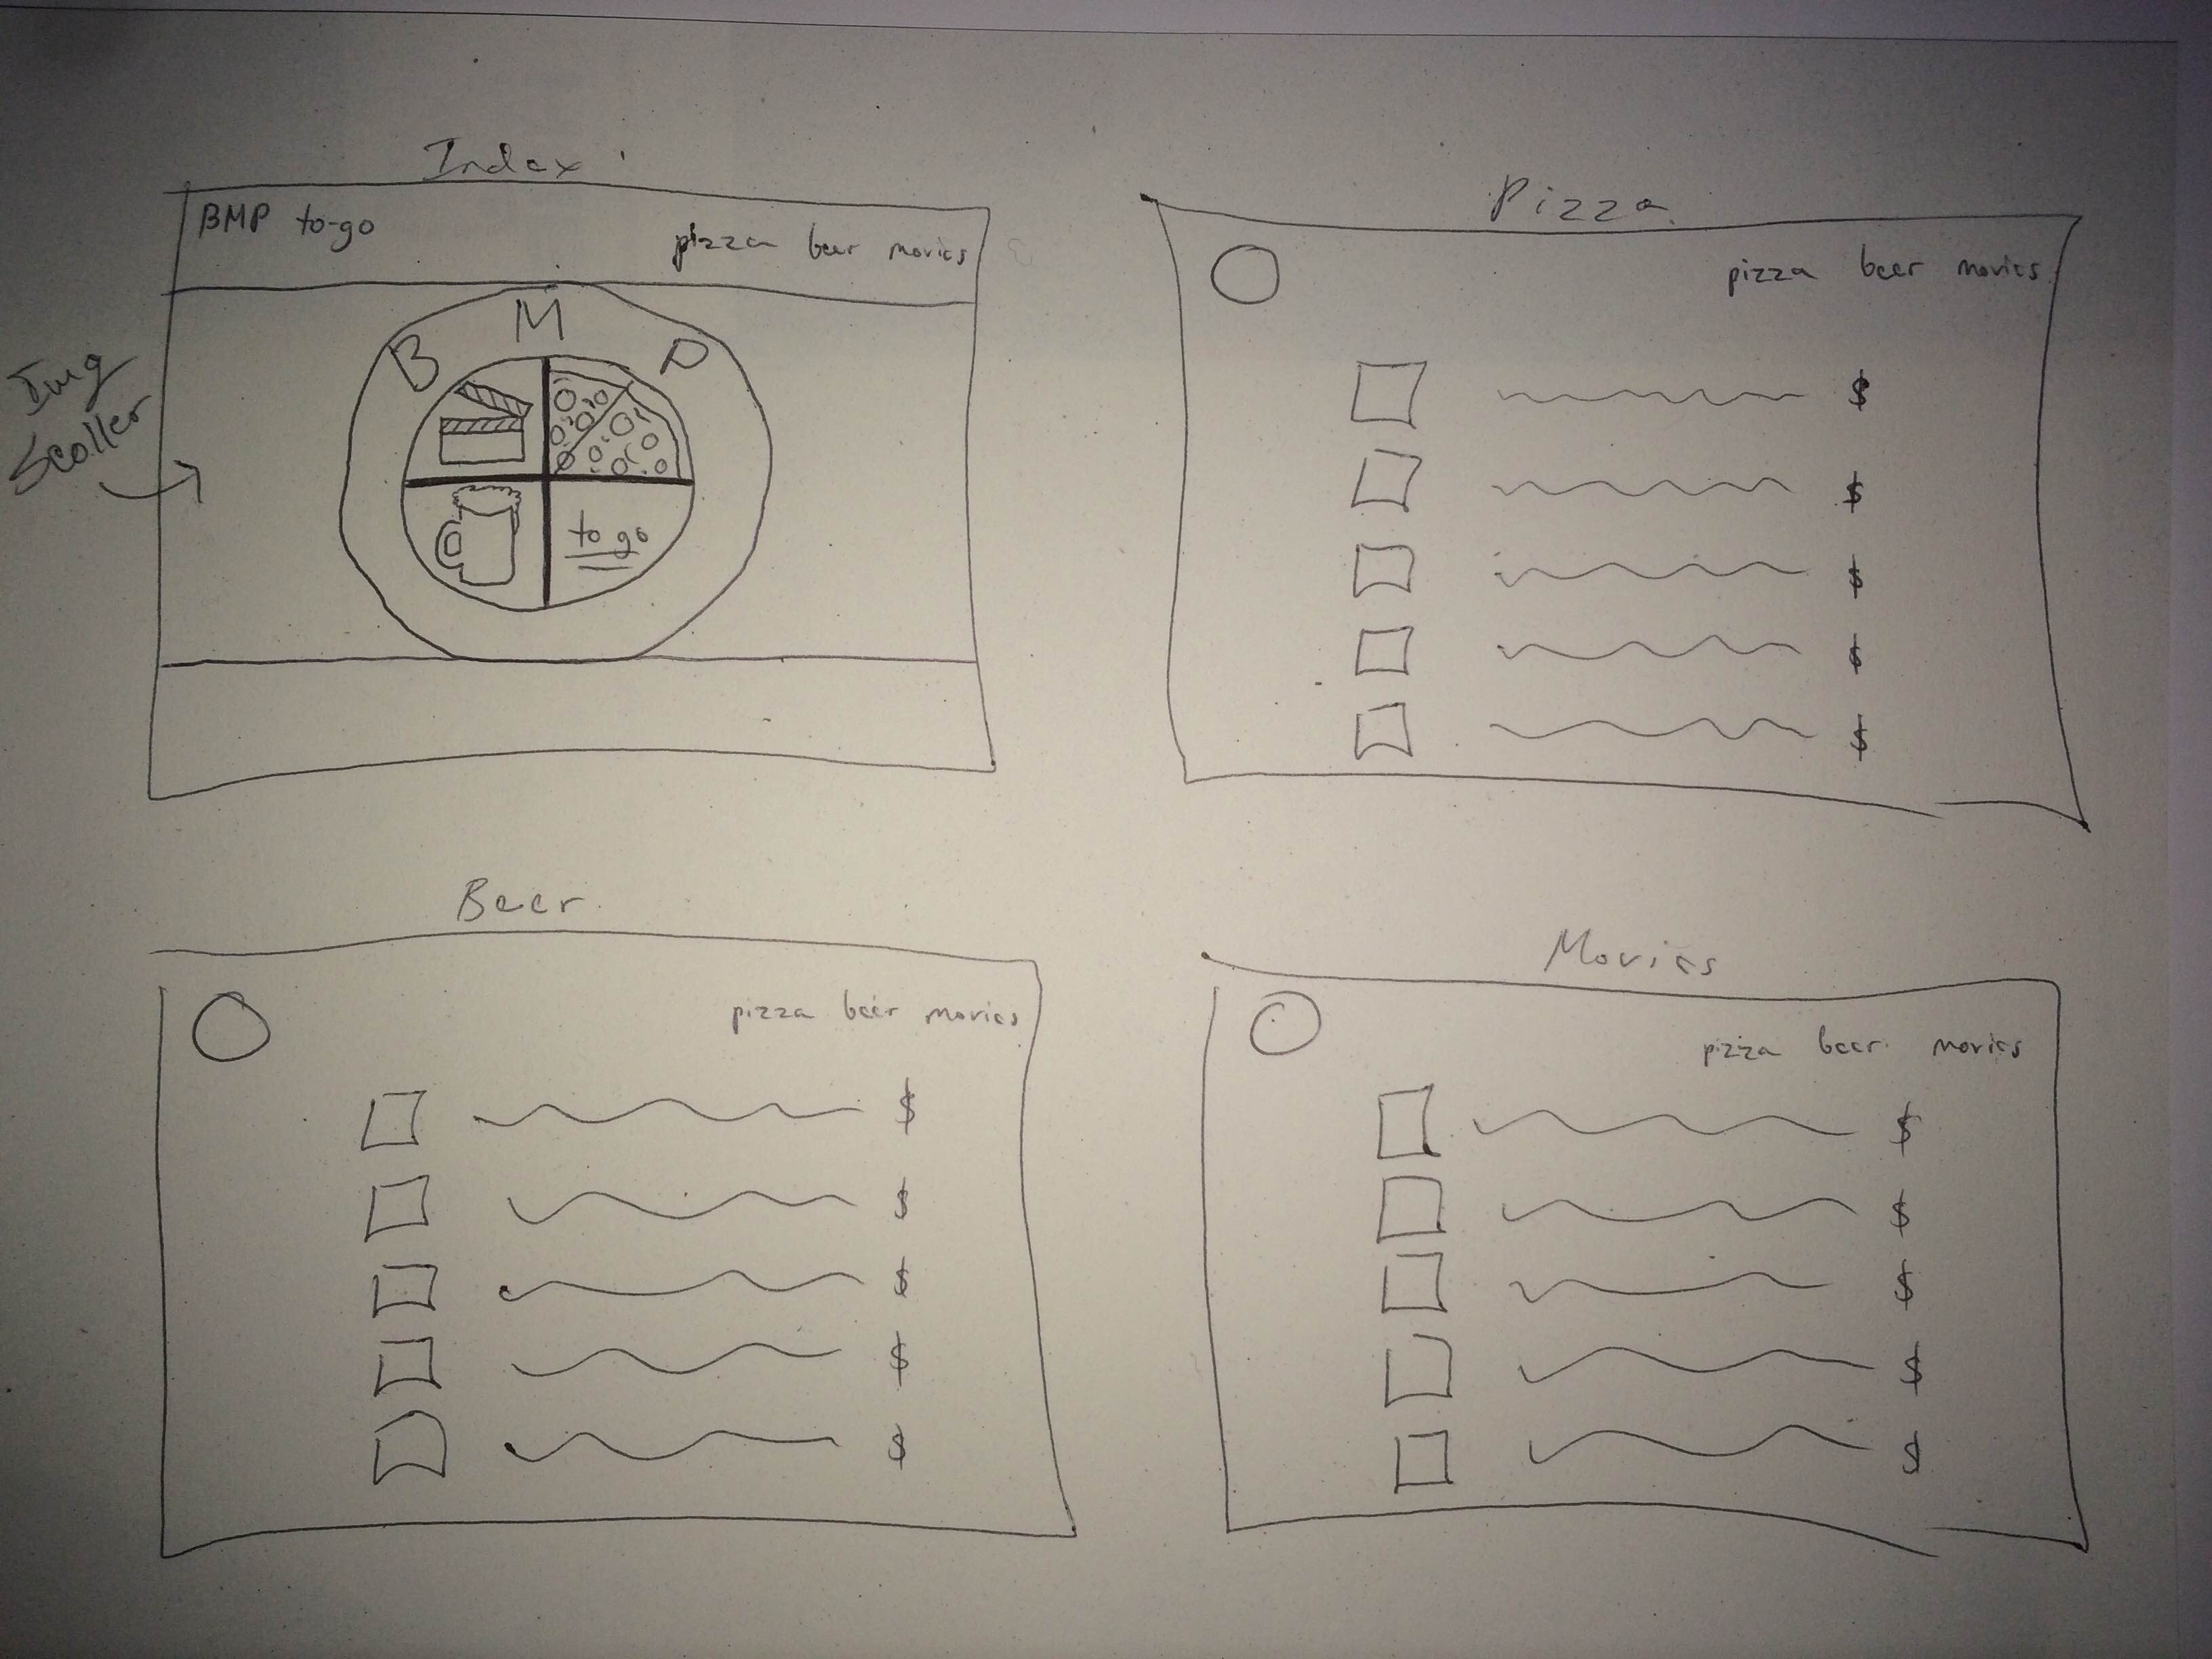 Index
BMP to-go
pizza beer movies
B M P
to go
Img
Scoller
Pizza
pizza beer movies
$
$
$
$
$
Beer
pizza beer movies
$
$
$
$
$
Movies
pizza beer movies
$
$
$
$
$